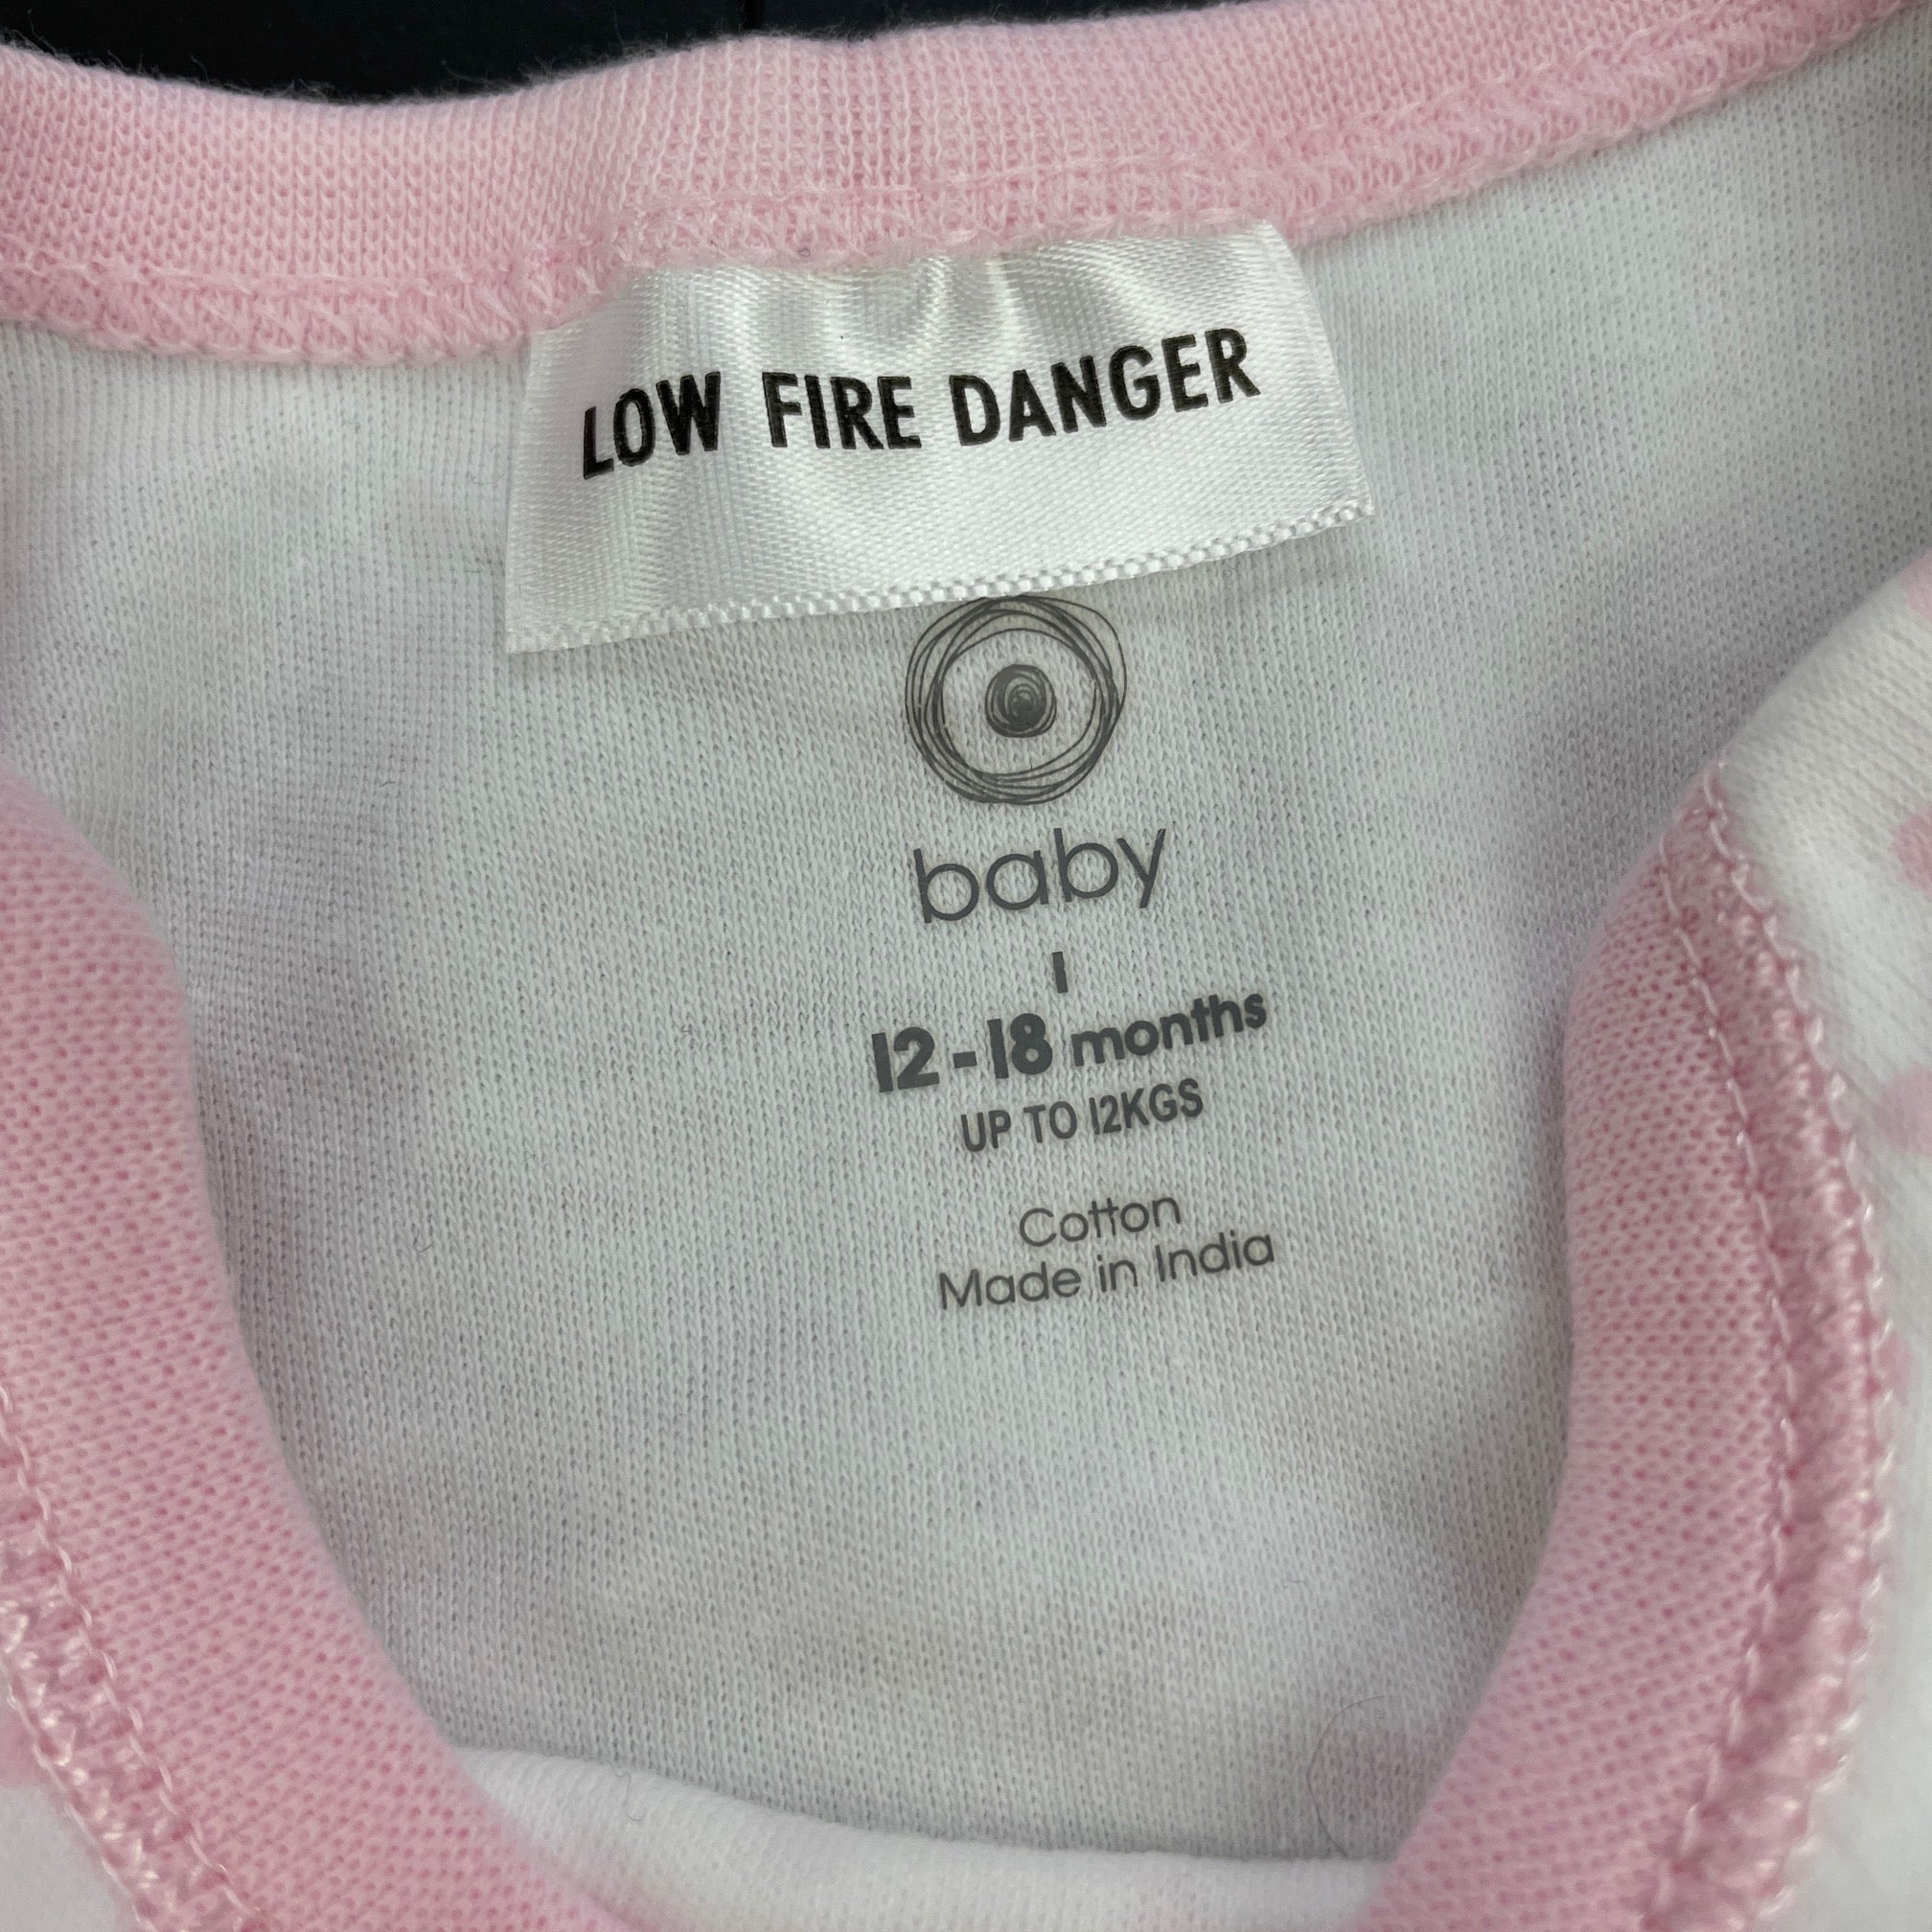 LOW FIRE DANGER
baby
1
12-18 months
UP TO 12KGS
Cotton
Made in India